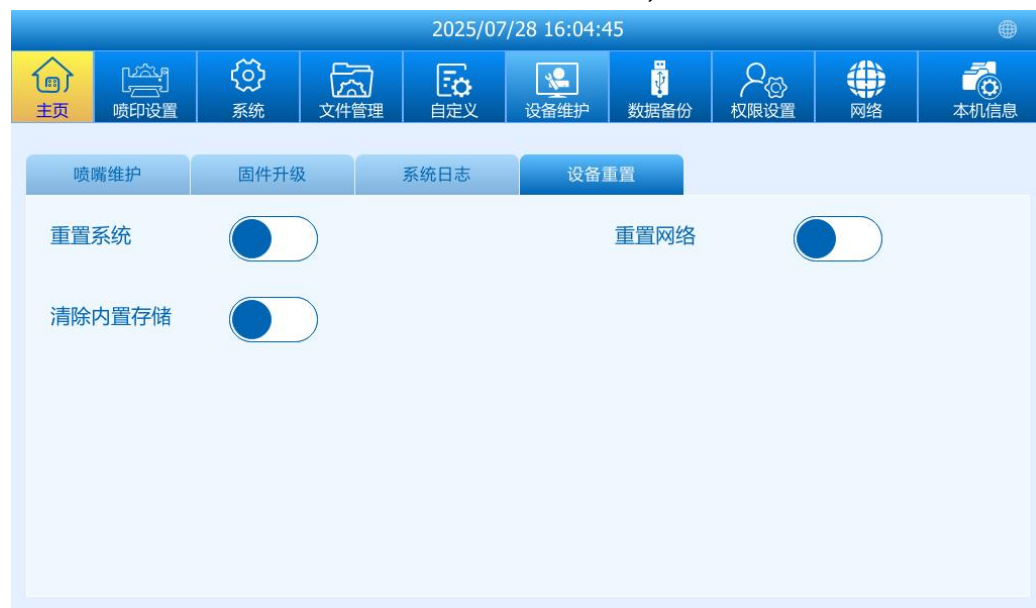 2025/07/28 16:04:45
主页 喷印设置 系统 文件管理 自定义 设备维护 数据备份 权限设置 网络 本机信息
喷嘴维护 固件升级 系统日志 设备重置
重置系统 重置网络
清除内置存储